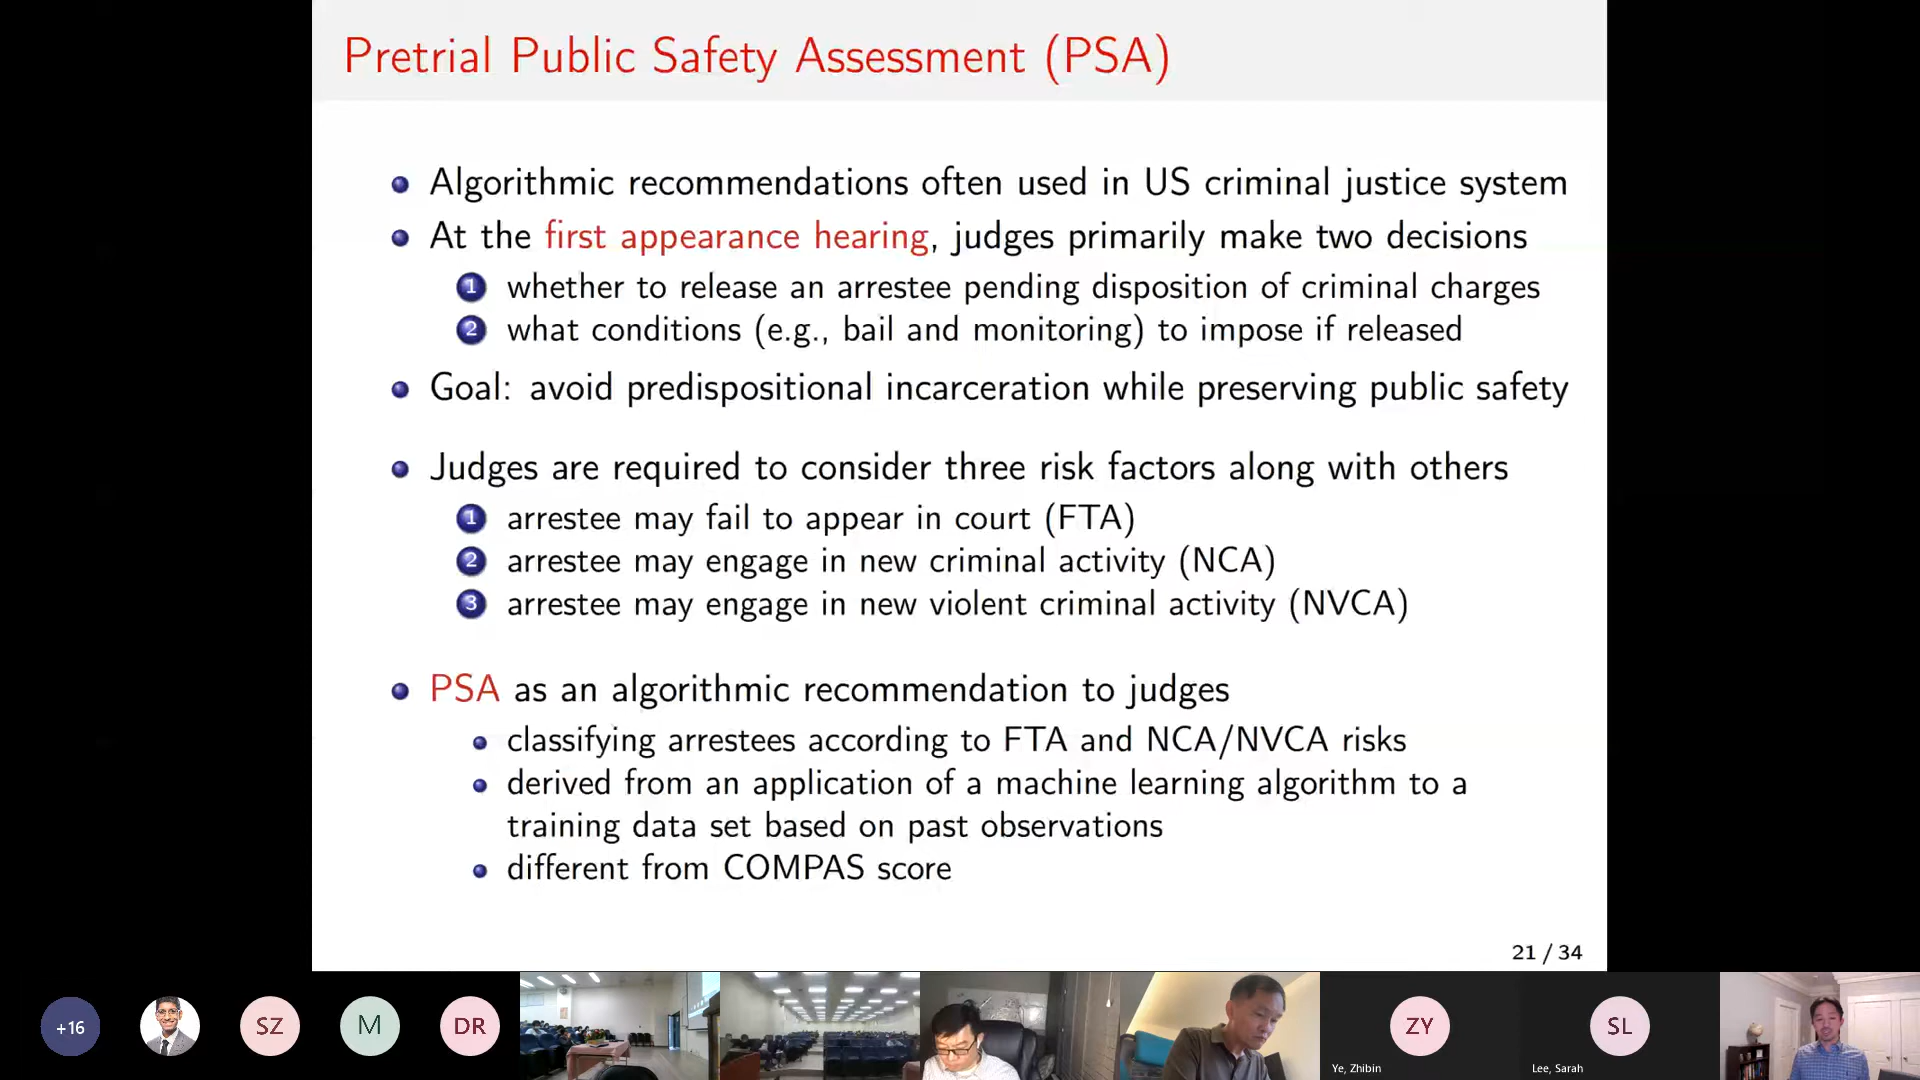 Pretrial Public Safety Assessment (PSA)
Algorithmic recommendations often used in US criminal justice system
At the first appearance hearing, judges primarily make two decisions
1 whether to release an arrestee pending disposition of criminal charges
2 what conditions (e.g., bail and monitoring) to impose if released
Goal: avoid predispositional incarceration while preserving public safety
Judges are required to consider three risk factors along with others
1 arrestee may fail to appear in court (FTA)
2 arrestee may engage in new criminal activity (NCA)
3 arrestee may engage in new violent criminal activity (NVCA)
PSA as an algorithmic recommendation to judges
classifying arrestees according to FTA and NCA/NVCA risks
derived from an application of a machine learning algorithm to a
training data set based on past observations
different from COMPAS score
21 / 34
+16
SZ
M
DR
ZY
SL
Ye, Zhibin
Lee, Sarah